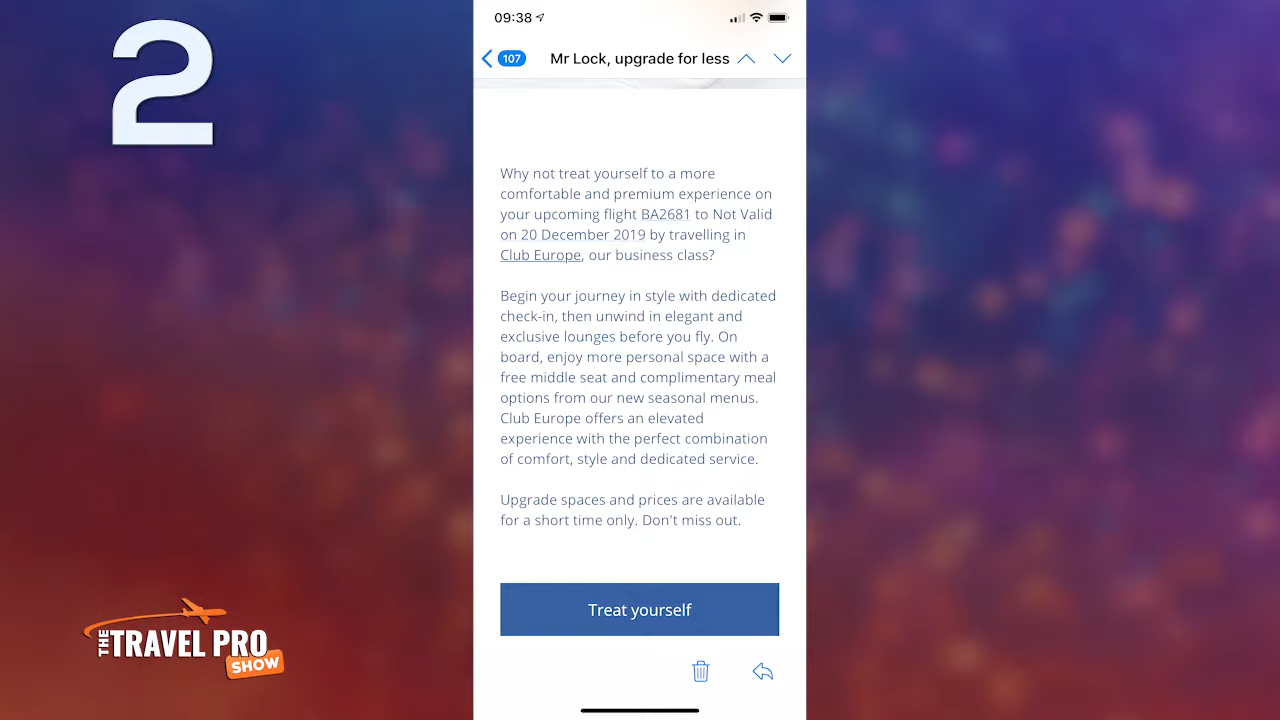 2
09:38
107
Mr Lock, upgrade for less
Why not treat yourself to a more
comfortable and premium experience on
your upcoming flight BA2681 to Not Valid
on 20 December 2019 by travelling in
Club Europe, our business class?
Begin your journey in style with dedicated
check-in, then unwind in elegant and
exclusive lounges before you fly. On
board, enjoy more personal space with a
free middle seat and complimentary meal
options from our new seasonal menus.
Club Europe offers an elevated
experience with the perfect combination
of comfort, style and dedicated service.
Upgrade spaces and prices are available
for a short time only. Don't miss out.
Treat yourself
THE TRAVEL PRO
SHOW